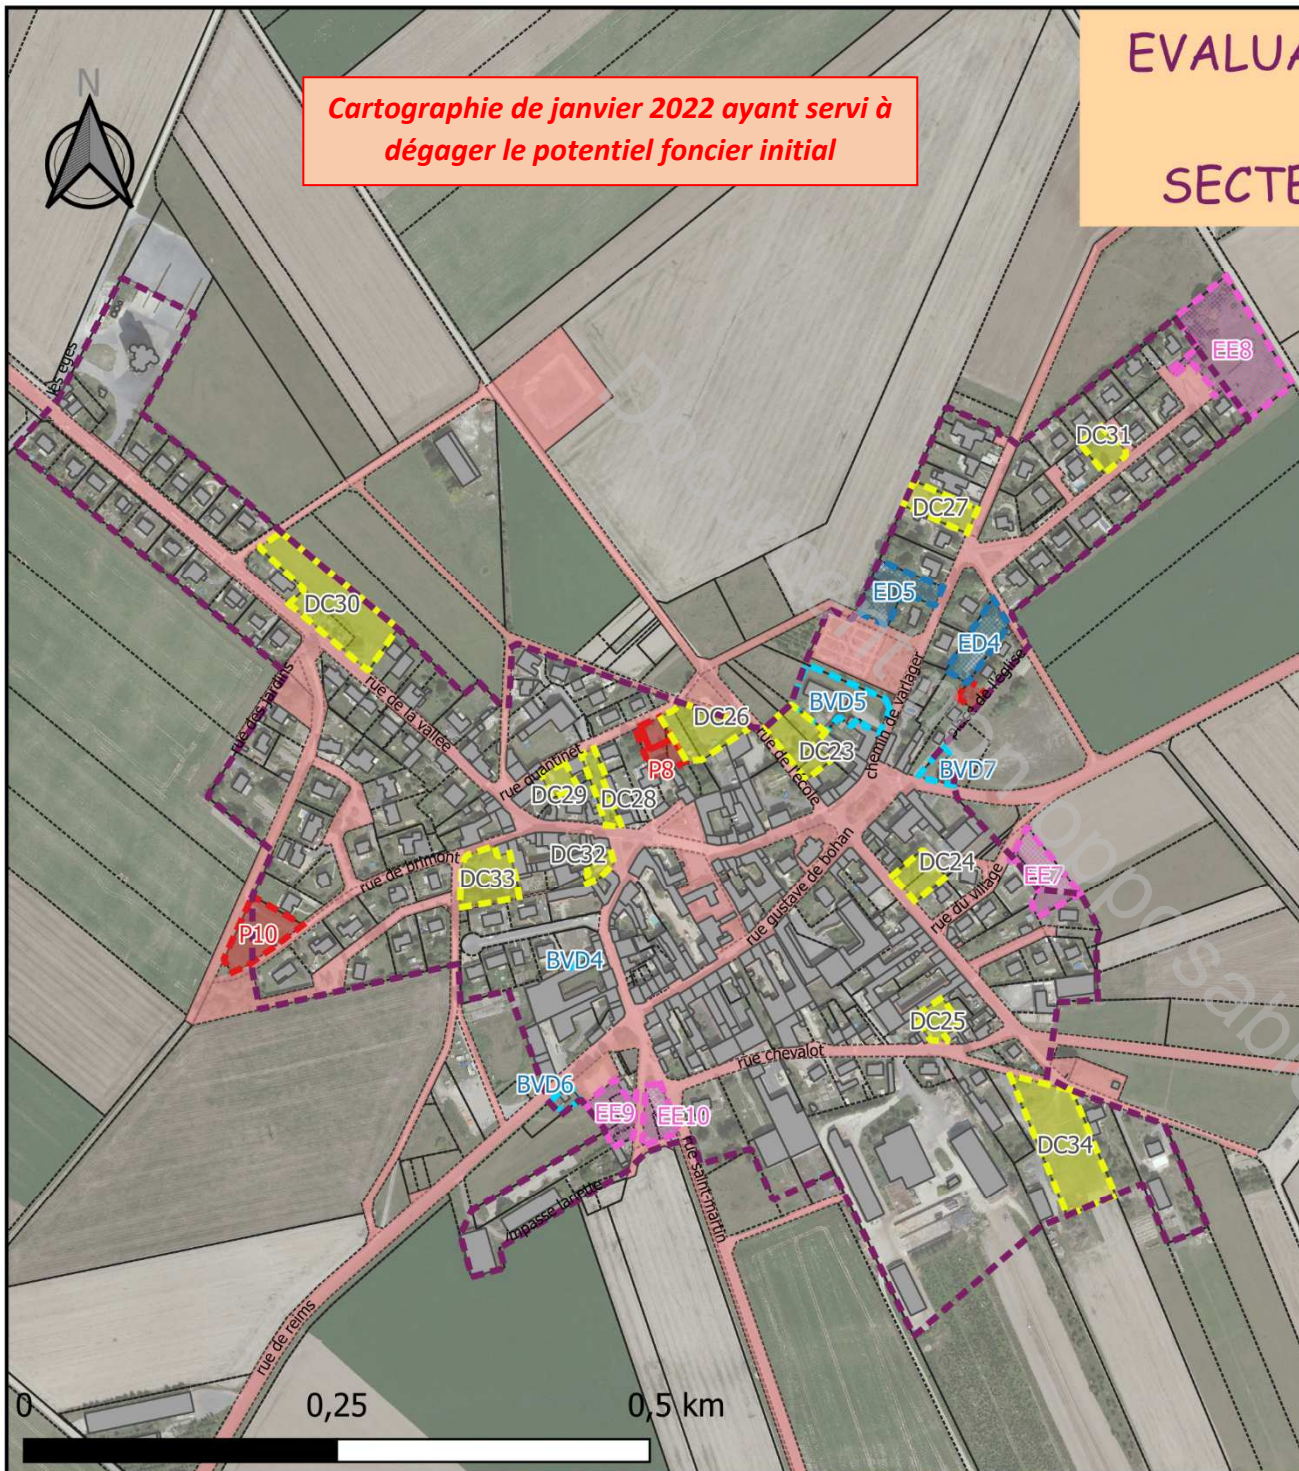 EVALUA
SECTE
Cartographie de janvier 2022 ayant servi à
dégager le potentiel foncier initial
N
EE8
les eges
DC31
DC27
ED5
DC30
ED4
rue des jardins
rue de la vallée
BVD5
chemin de varlager
place de l'église
DC26
DC23
P8
rue de l'école
BVD7
rue quantinet
DC29
DC28
DC32
rue de brimont
DC33
DC24
EE7
rue gustave de bohan
rue du village
P10
BVD4
DC25
rue chevalot
BVD6
EE9
EE10
DC34
rue saint-martin
impasse lariette
rue de reims
0
0,25
0,5 km